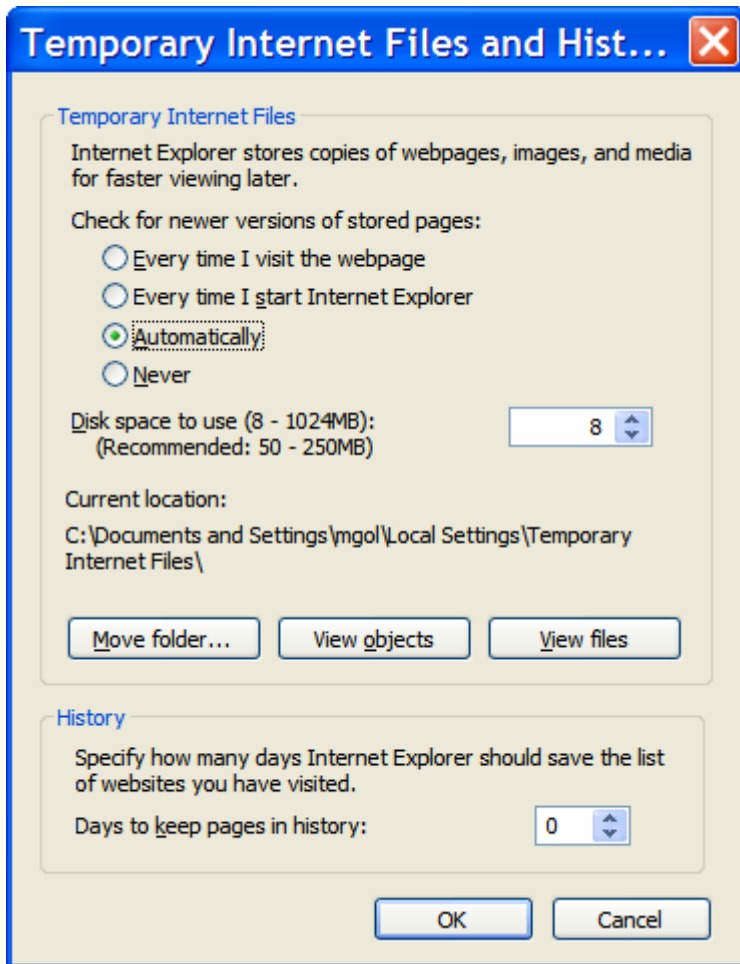 Temporary Internet Files and Hist...
Temporary Internet Files
Internet Explorer stores copies of webpages, images, and media
for faster viewing later.
Check for newer versions of stored pages:
Every time I visit the webpage
Every time I start Internet Explorer
Automatically
Never
Disk space to use (8 - 1024MB): 8
(Recommended: 50 - 250MB)
Current location:
C:\Documents and Settings\mgol\Local Settings\Temporary
Internet Files\
Move folder... View objects View files
History
Specify how many days Internet Explorer should save the list
of websites you have visited.
Days to keep pages in history: 0
OK Cancel